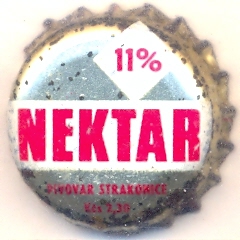 11%
NEKTAR
PIVOVAR STRAKONICE
Kčs 2,30